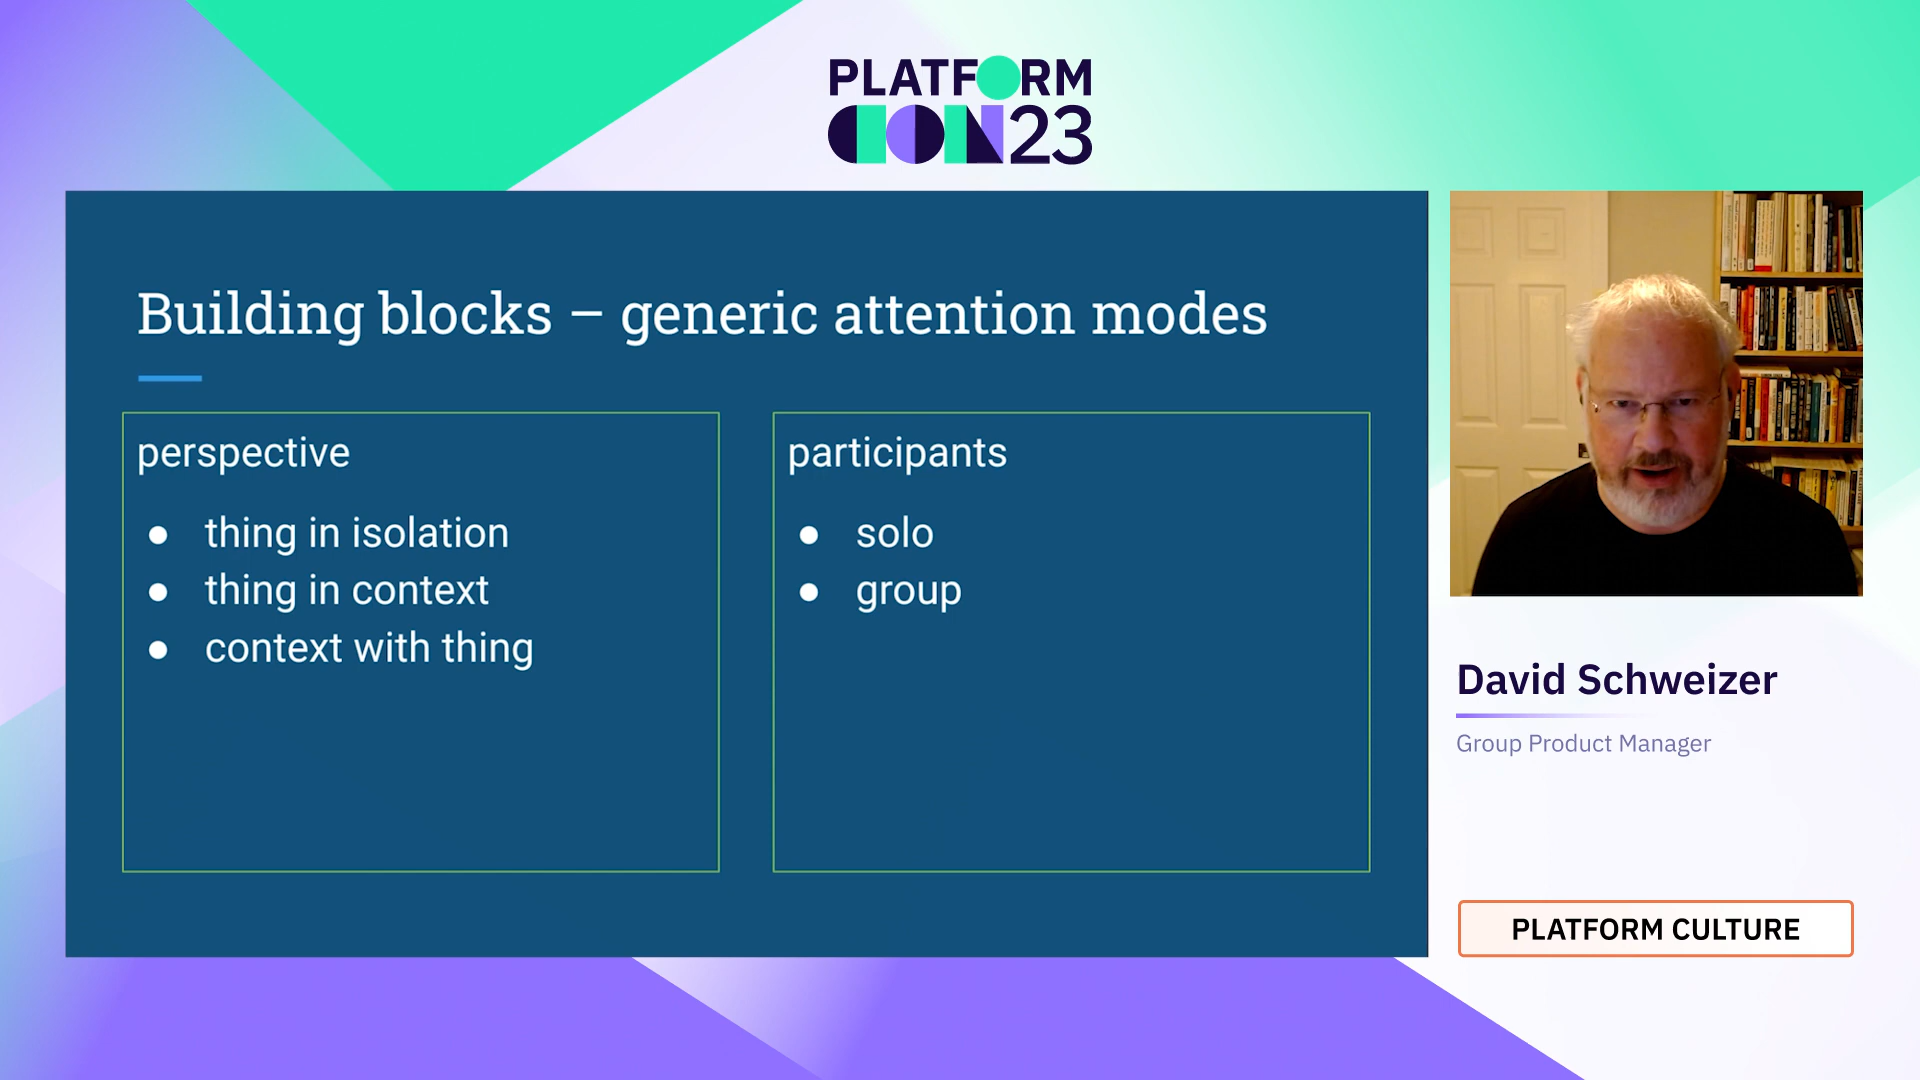 PLATFORM
CON23
Building blocks – generic attention modes
perspective
● thing in isolation
● thing in context
● context with thing
participants
● solo
● group
David Schweizer
Group Product Manager
PLATFORM CULTURE